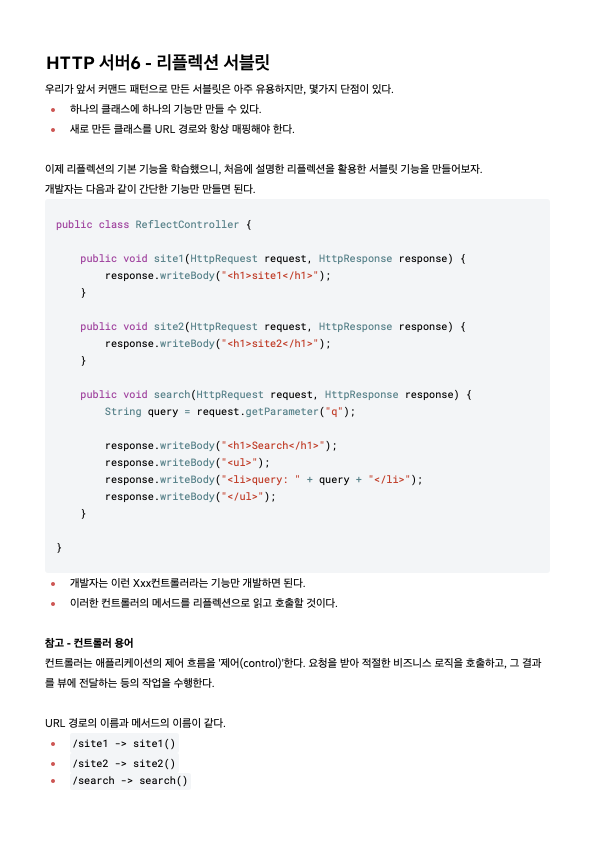 HTTP 서버6 - 리플렉션 서블릿
우리가 앞서 커맨드 패턴으로 만든 서블릿은 아주 유용하지만, 몇가지 단점이 있다.
• 하나의 클래스에 하나의 기능만 만들 수 있다.
• 새로 만든 클래스를 URL 경로와 항상 매핑해야 한다.
이제 리플렉션의 기본 기능을 학습했으니, 처음에 설명한 리플렉션을 활용한 서블릿 기능을 만들어보자.
개발자는 다음과 같이 간단한 기능만 만들면 된다.
public class ReflectController {
    public void site1(HttpRequest request, HttpResponse response) {
        response.writeBody("<h1>site1</h1>");
    }
    public void site2(HttpRequest request, HttpResponse response) {
        response.writeBody("<h1>site2</h1>");
    }
    public void search(HttpRequest request, HttpResponse response) {
        String query = request.getParameter("q");
        response.writeBody("<h1>Search</h1>");
        response.writeBody("<ul>");
        response.writeBody("<li>query: " + query + "</li>");
        response.writeBody("</ul>");
    }
}
• 개발자는 이런 Xxx컨트롤러라는 기능만 개발하면 된다.
• 이러한 컨트롤러의 메서드를 리플렉션으로 읽고 호출할 것이다.
참고 - 컨트롤러 용어
컨트롤러는 애플리케이션의 제어 흐름을 '제어(control)'한다. 요청을 받아 적절한 비즈니스 로직을 호출하고, 그 결과
를 뷰에 전달하는 등의 작업을 수행한다.
URL 경로의 이름과 메서드의 이름이 같다.
• /site1 -> site1()
• /site2 -> site2()
• /search -> search()